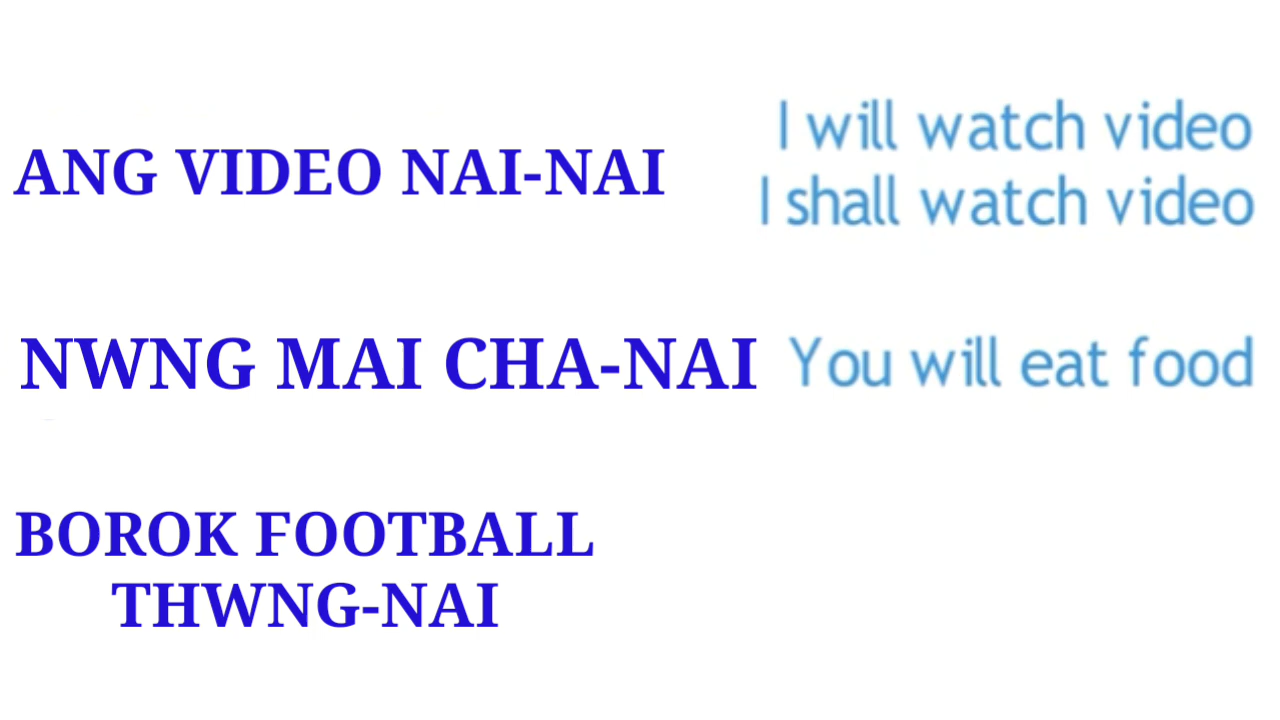 ANG VIDEO NAI-NAI
I will watch video
I shall watch video
NWNG MAI CHA-NAI
You will eat food
BOROK FOOTBALL
THWNG-NAI